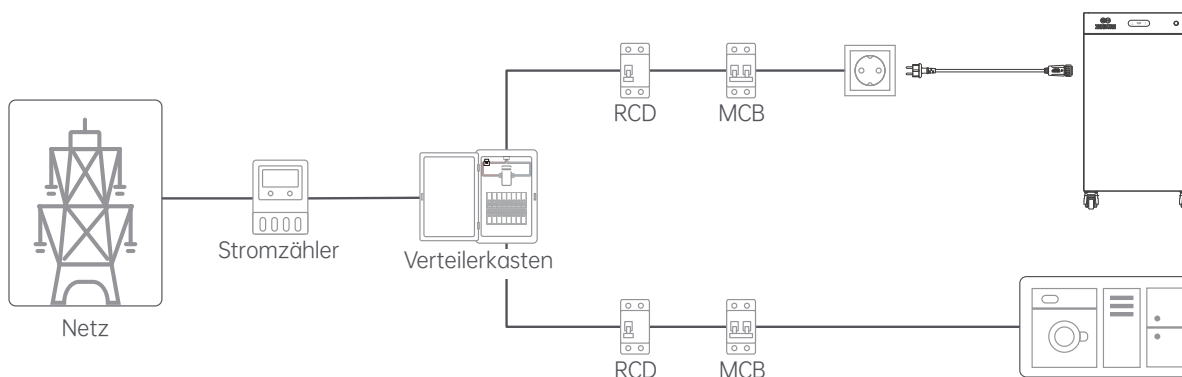 RCD
MCB
Stromzähler
Verteilerkasten
Netz
RCD
MCB